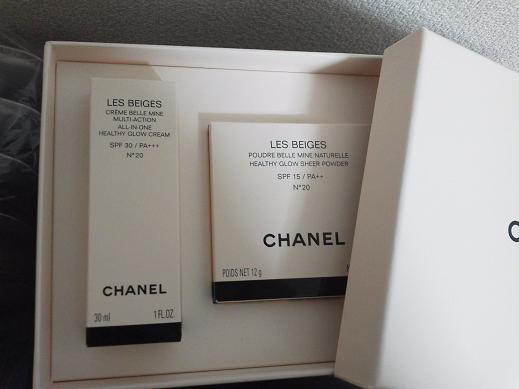 LES BEIGES
CRÈME BELLE MINE
MULTI-ACTION
ALL-IN-ONE
HEALTHY GLOW CREAM
SPF 30 / PA+++
N°20
CHANEL
30 ml 1 FL.OZ.
LES BEIGES
POUDRE BELLE MINE NATURELLE
HEALTHY GLOW SHEER POWDER
SPF 15 / PA++
N°20
CHANEL
POIDS NET 12 g